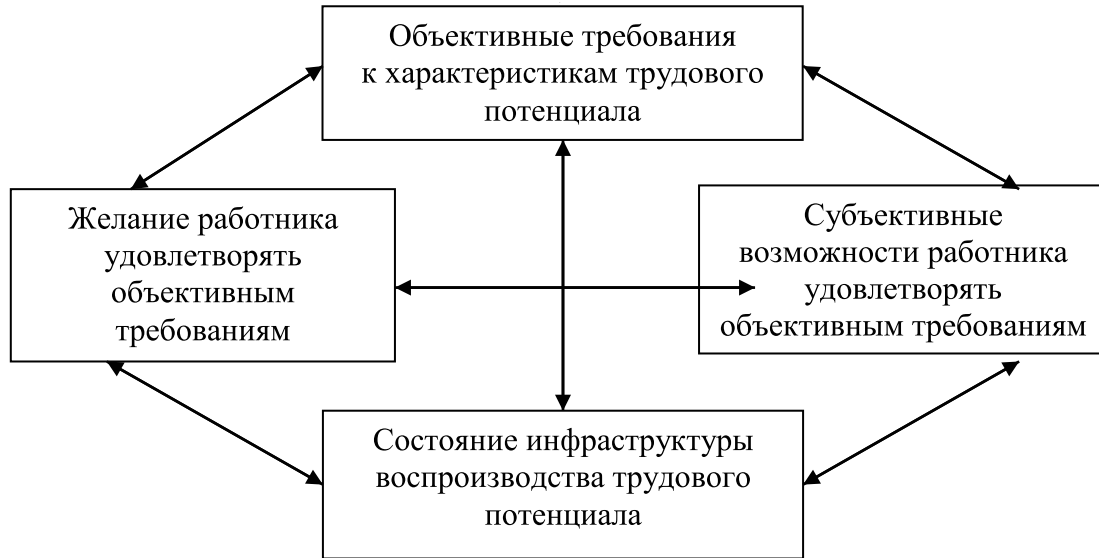 Объективные требования
к характеристикам трудового
потенциала
Желание работника
удовлетворять
объективным
требованиям
Субъективные
возможности работника
удовлетворять
объективным требованиям
Состояние инфраструктуры
воспроизводства трудового
потенциала